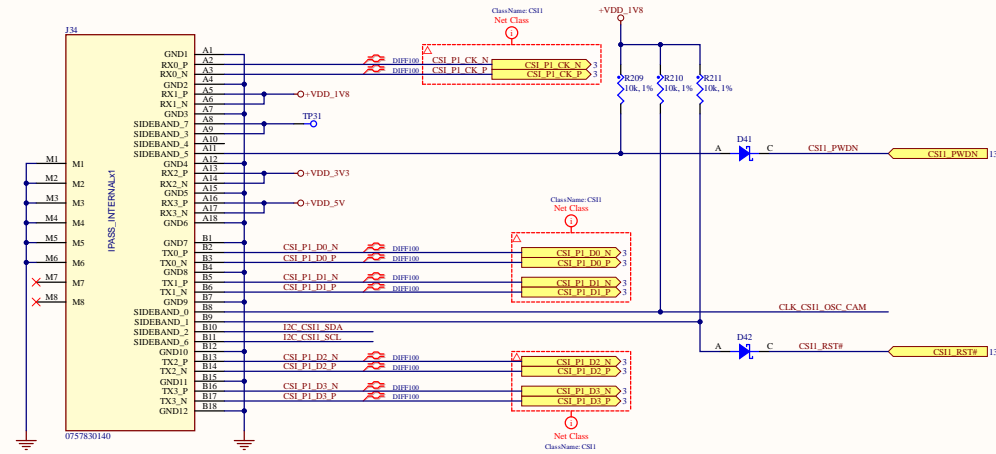 ClassName: CSI1
Net Class
i
+VDD_1V8
J34
GND1 A1
RX0_P A2 CSI_P1_CK_N DIFF100 CSI_P1_CK_N 3
RX0_N A3 CSI_P1_CK_P DIFF100 CSI_P1_CK_P 3
GND2 A4
RX1_P A5 +VDD_1V8
RX1_N A6
GND3 A7
SIDEBAND_7 A8 TP31
SIDEBAND_3 A9
SIDEBAND_4 A10
SIDEBAND_5 A11
R209 R210 R211
10k, 1% 10k, 1% 10k, 1%
D41
A C CSI1_PWDN CSI1_PWDN 13
GND4 A12
RX2_P A13 +VDD_3V3
RX2_N A14
GND5 A15
RX3_P A16 +VDD_5V
RX3_N A17
GND6 A18
M1 M1
M2 M2
M3 M3
M4 M4
M5 M5
M6 M6
M7 M7
M8 M8
IPASS_INTERNALx1
ClassName: CSI1
Net Class
i
GND7 B1
TX0_P B2 CSI_P1_D0_N DIFF100 CSI_P1_D0_N 3
TX0_N B3 CSI_P1_D0_P DIFF100 CSI_P1_D0_P 3
GND8 B4
TX1_P B5 CSI_P1_D1_N DIFF100 CSI_P1_D1_N 3
TX1_N B6 CSI_P1_D1_P DIFF100 CSI_P1_D1_P 3
GND9 B7
SIDEBAND_0 B8 CLK_CSI1_OSC_CAM
SIDEBAND_1 B9
SIDEBAND_2 B10 I2C_CSI1_SDA
SIDEBAND_6 B11 I2C_CSI1_SCL
GND10 B12
D42
A C CSI1_RST# CSI1_RST# 13
TX2_P B13 CSI_P1_D2_N DIFF100 CSI_P1_D2_N 3
TX2_N B14 CSI_P1_D2_P DIFF100 CSI_P1_D2_P 3
GND11 B15
TX3_P B16 CSI_P1_D3_N DIFF100 CSI_P1_D3_N 3
TX3_N B17 CSI_P1_D3_P DIFF100 CSI_P1_D3_P 3
GND12 B18
0757830140
i
Net Class
ClassName: CSI1